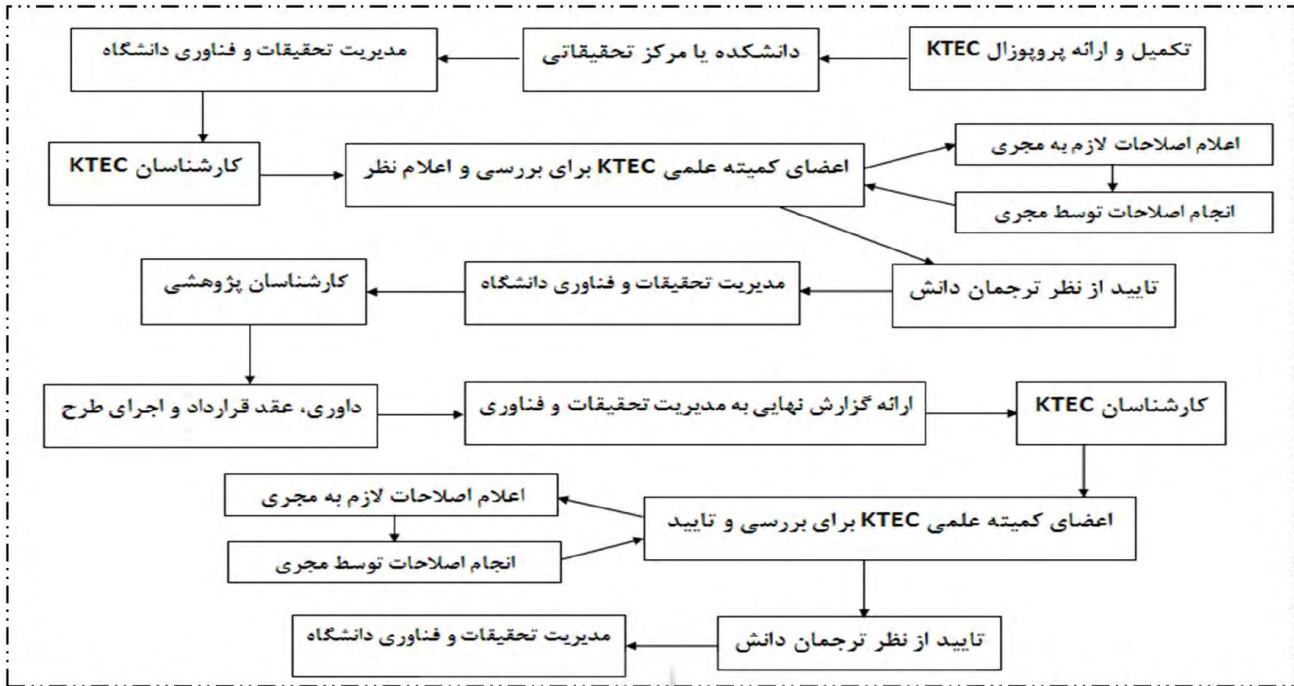 تکمیل و ارائه پروپوزال KTEC
دانشکده یا مرکز تحقیقاتی
مدیریت تحقیقات و فناوری دانشگاه
کارشناسان KTEC
اعضای کمیته علمی KTEC برای بررسی و اعلام نظر
اعلام اصلاحات لازم به مجری
انجام اصلاحات توسط مجری
تایید از نظر ترجمان دانش
مدیریت تحقیقات و فناوری دانشگاه
کارشناسان پژوهشی
داوری، عقد قرارداد و اجرای طرح
ارائه گزارش نهایی به مدیریت تحقیقات و فناوری
کارشناسان KTEC
اعضای کمیته علمی KTEC برای بررسی و تایید
اعلام اصلاحات لازم به مجری
انجام اصلاحات توسط مجری
تایید از نظر ترجمان دانش
مدیریت تحقیقات و فناوری دانشگاه